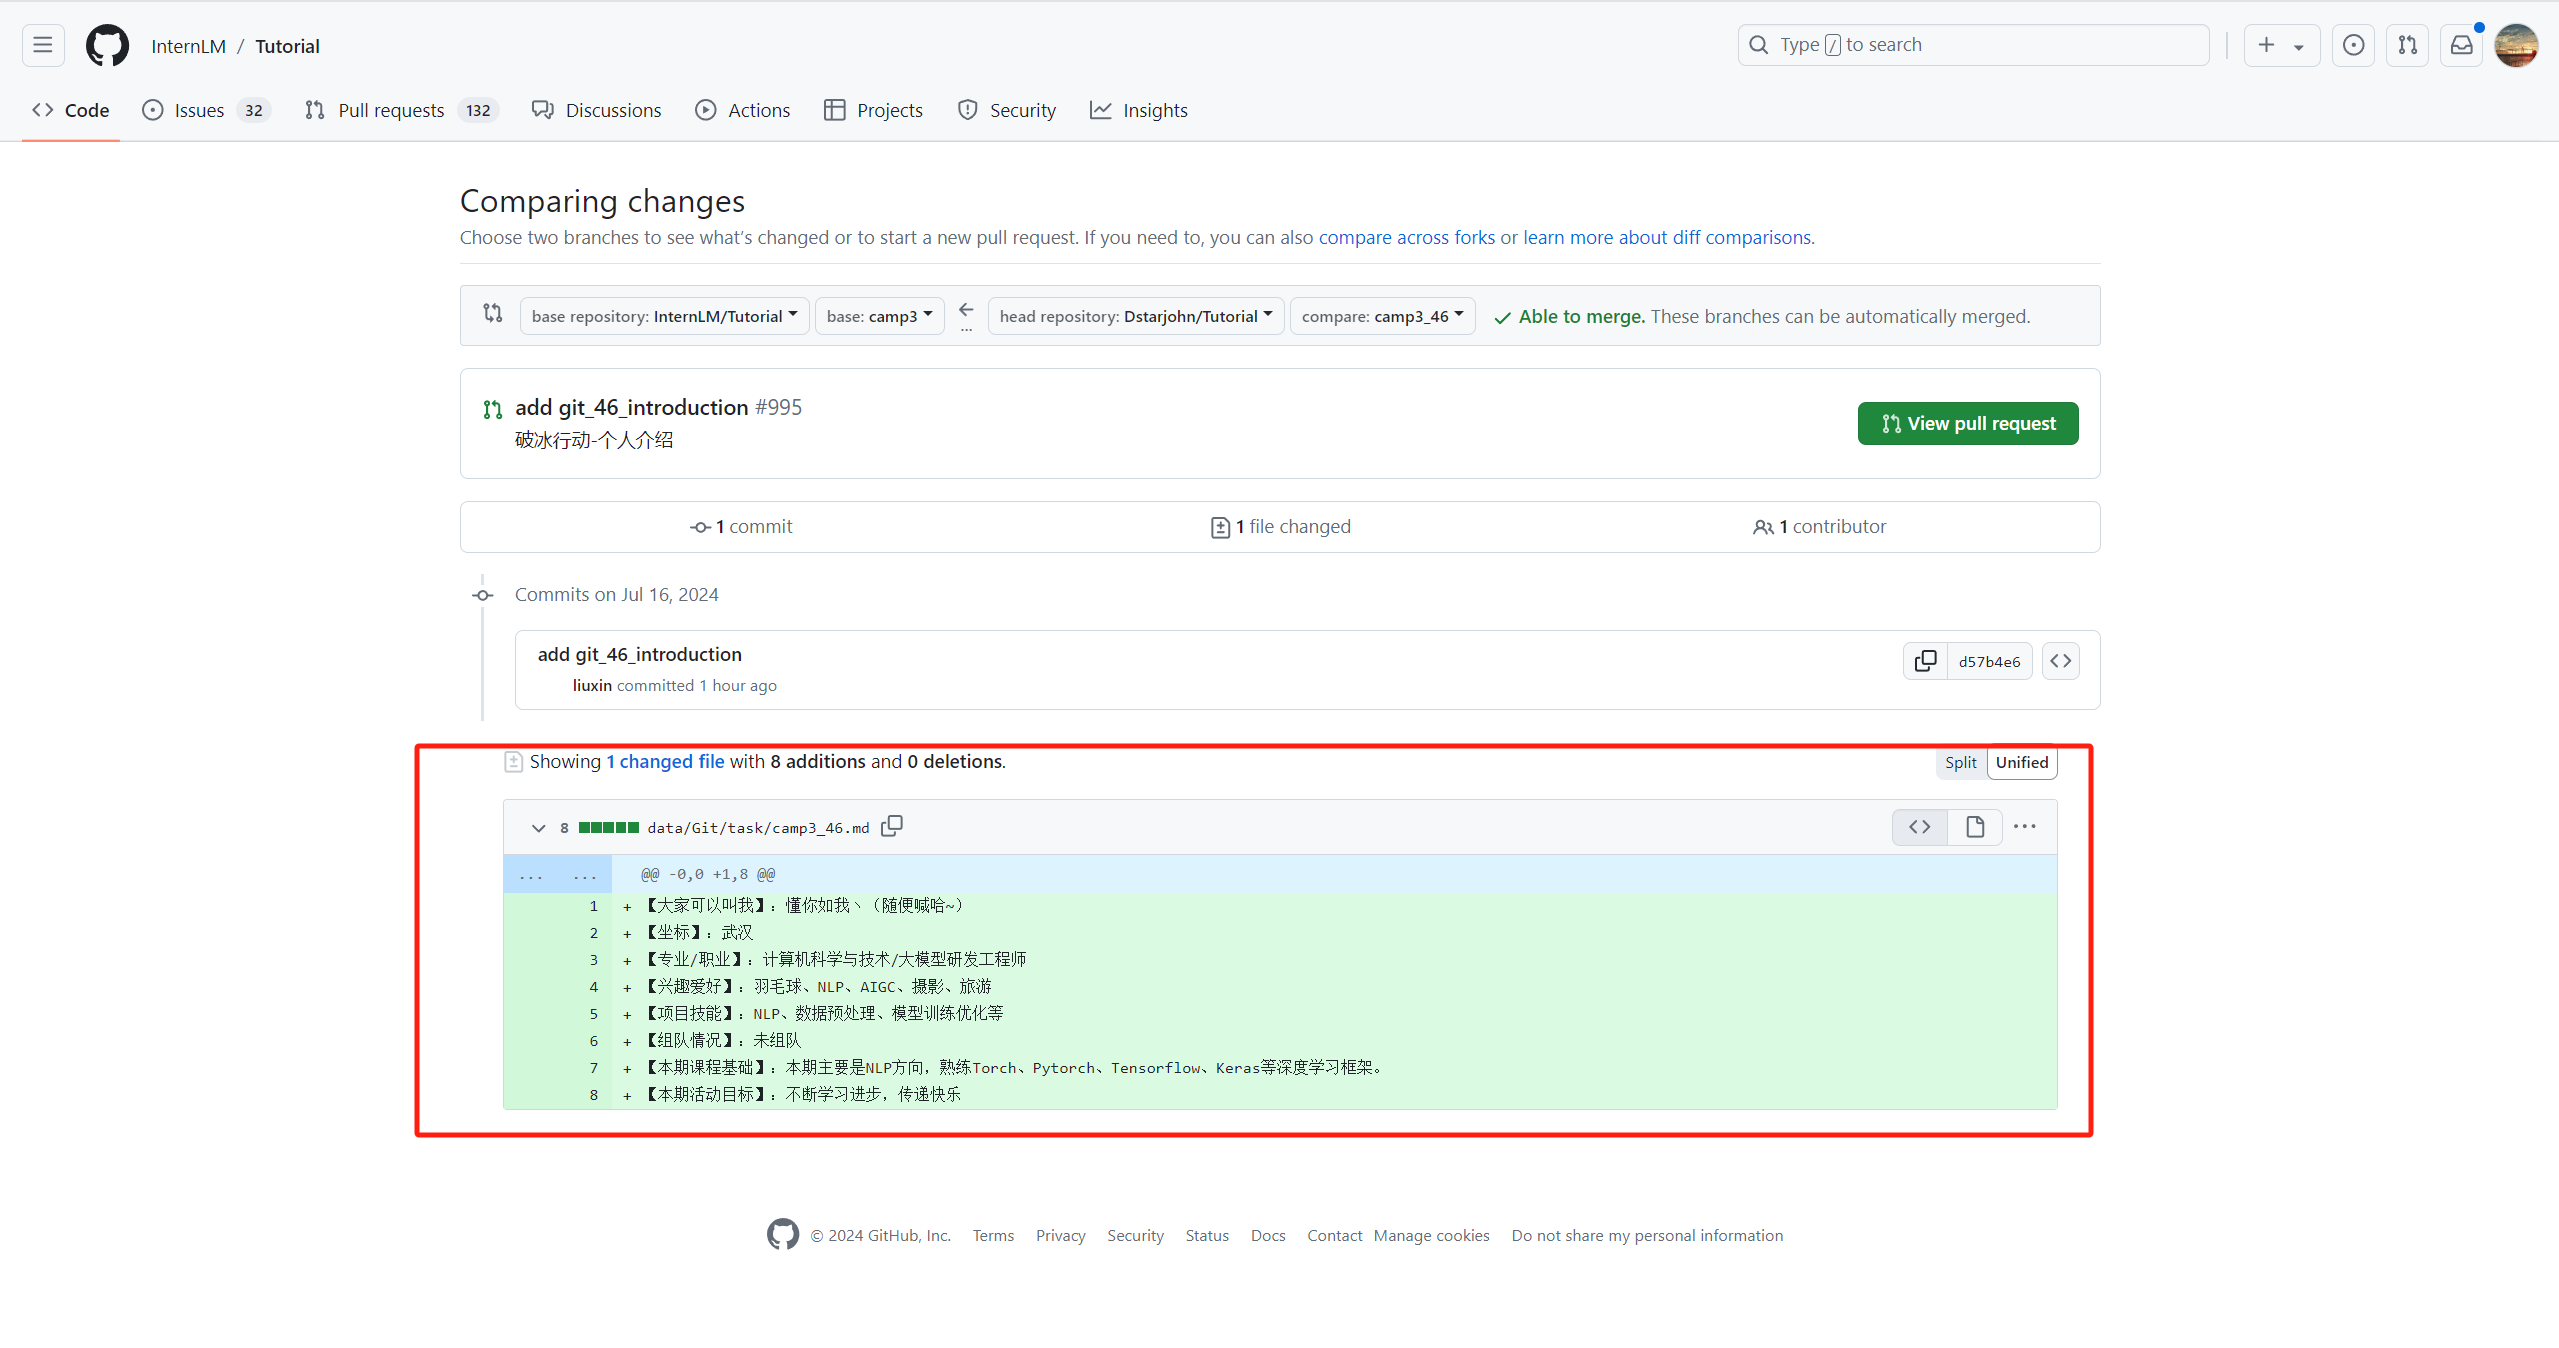 InternLM / Tutorial
Type / to search
Code
Issues 32
Pull requests 132
Discussions
Actions
Projects
Security
Insights
Comparing changes
Choose two branches to see what's changed or to start a new pull request. If you need to, you can also compare across forks or learn more about diff comparisons.
base repository: InternLM/Tutorial
base: camp3
...
head repository: Dstarjohn/Tutorial
compare: camp3_46
Able to merge. These branches can be automatically merged.
add git_46_introduction #995
破冰行动-个人介绍
View pull request
1 commit
1 file changed
1 contributor
Commits on Jul 16, 2024
add git_46_introduction
liuxin committed 1 hour ago
d57b4e6
Showing 1 changed file with 8 additions and 0 deletions.
Split
Unified
8
data/Git/task/camp3_46.md
... ... @@ -0,0 +1,8 @@
1 + 【大家可以叫我】：懂你如我丶（随便喊哈~）
2 + 【坐标】：武汉
3 + 【专业/职业】：计算机科学与技术/大模型研发工程师
4 + 【兴趣爱好】：羽毛球、NLP、AIGC、摄影、旅游
5 + 【项目技能】：NLP、数据预处理、模型训练优化等
6 + 【组队情况】：未组队
7 + 【本期课程基础】：本期主要是NLP方向，熟练Torch、Pytorch、Tensorflow、Keras等深度学习框架。
8 + 【本期活动目标】：不断学习进步，传递快乐
© 2024 GitHub, Inc.
Terms
Privacy
Security
Status
Docs
Contact
Manage cookies
Do not share my personal information